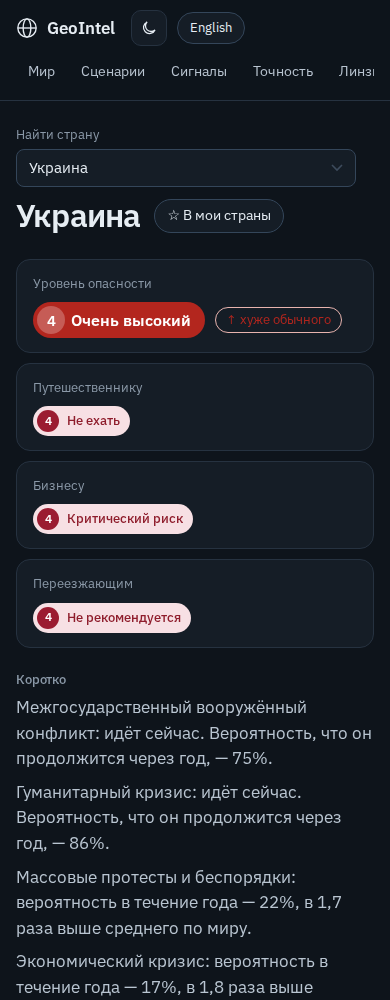 GeoIntel
English
Мир Сценарии Сигналы Точность
Найти страну
Украина
Украина ☆ В мои страны
Уровень опасности
4 Очень высокий ↑ хуже обычного
Путешественнику
4 Не ехать
Бизнесу
4 Критический риск
Переезжающим
4 Не рекомендуется
Коротко
Межгосударственный вооружённый
конфликт: идёт сейчас. Вероятность, что он
продолжится через год, — 75%.
Гуманитарный кризис: идёт сейчас.
Вероятность, что он продолжится через
год, — 86%.
Массовые протесты и беспорядки:
вероятность в течение года — 22%, в 1,7
раза выше среднего по миру.
Экономический кризис: вероятность в
течение года — 17%, в 1,8 раза выше